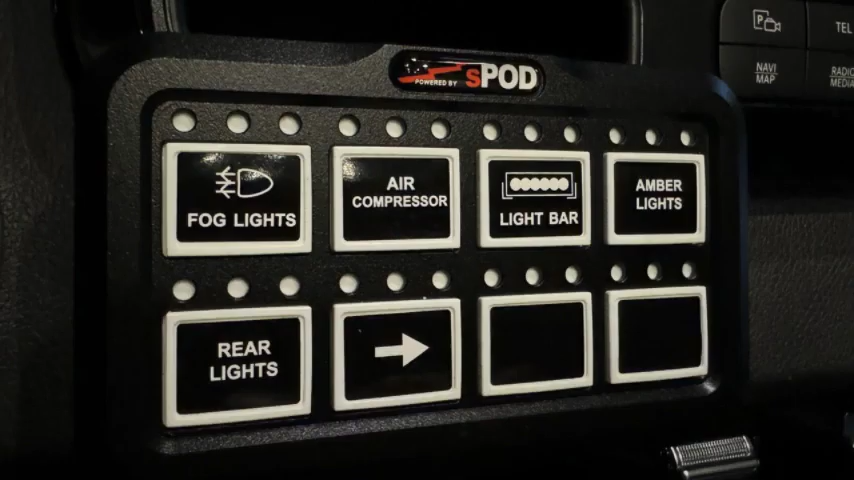 POWERED BY sPOD
P
TEL
NAVI
MAP
RADIO
MEDIA
FOG LIGHTS
AIR
COMPRESSOR
LIGHT BAR
AMBER
LIGHTS
REAR
LIGHTS